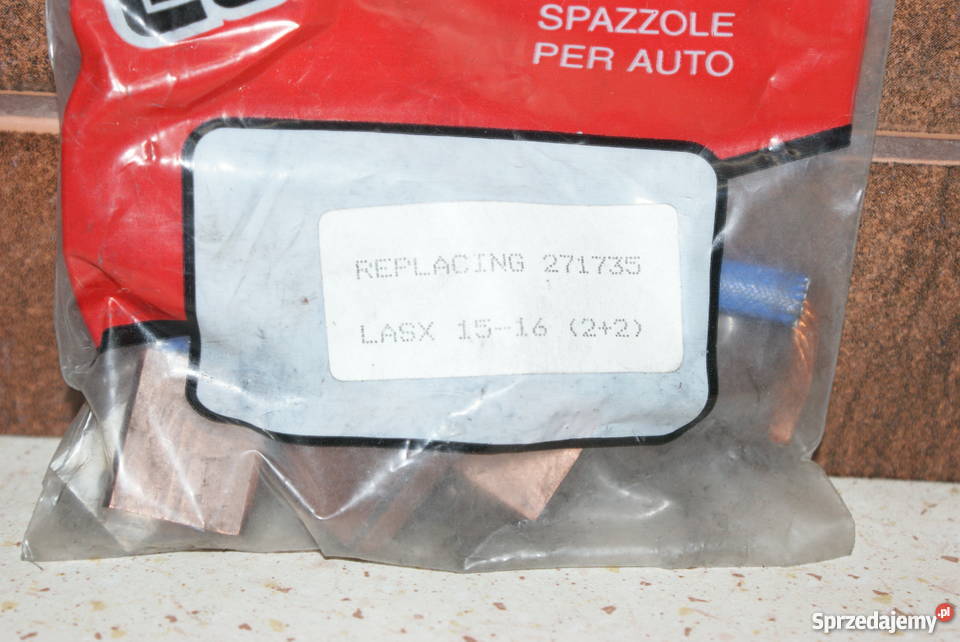 SPAZZOLE
PER AUTO
REPLACING 271735
LASX 15-16 (2+2)
Sprzedajemy.pl